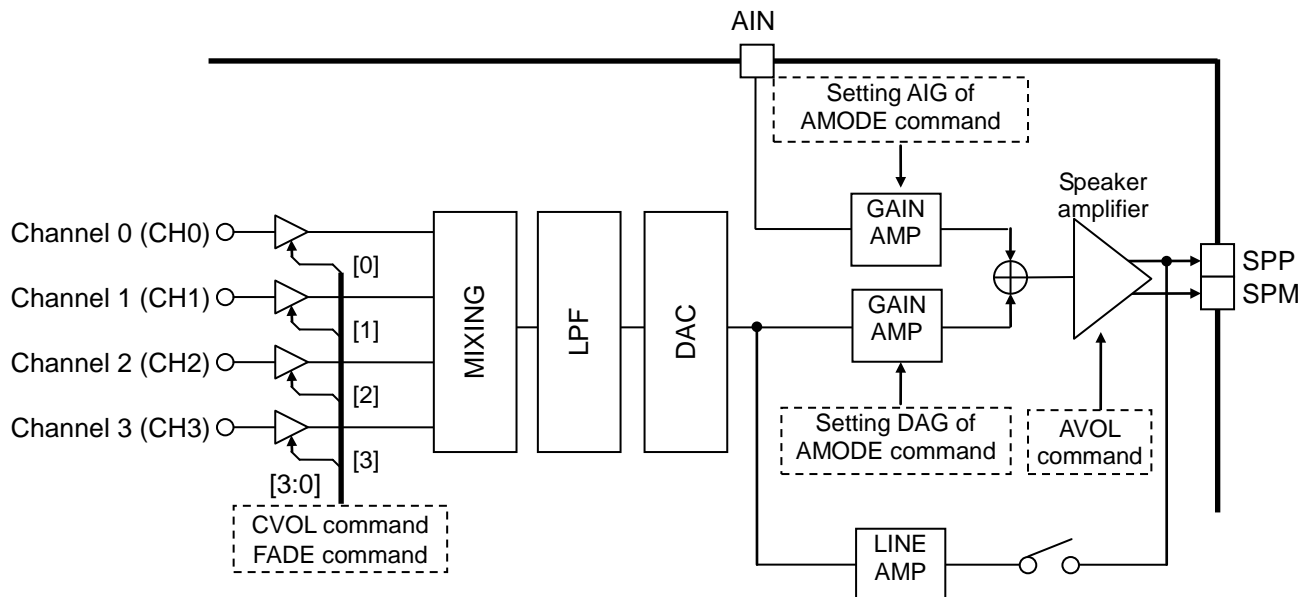 AIN
Setting AIG of
AMODE command
Speaker
amplifier
GAIN
AMP
Channel 0 (CH0)
[0]
SPP
SPM
Channel 1 (CH1)
[1]
GAIN
AMP
MIXING
LPF
DAC
Channel 2 (CH2)
[2]
Setting DAG of
AMODE command
AVOL
command
Channel 3 (CH3)
[3]
[3:0]
CVOL command
FADE command
LINE
AMP